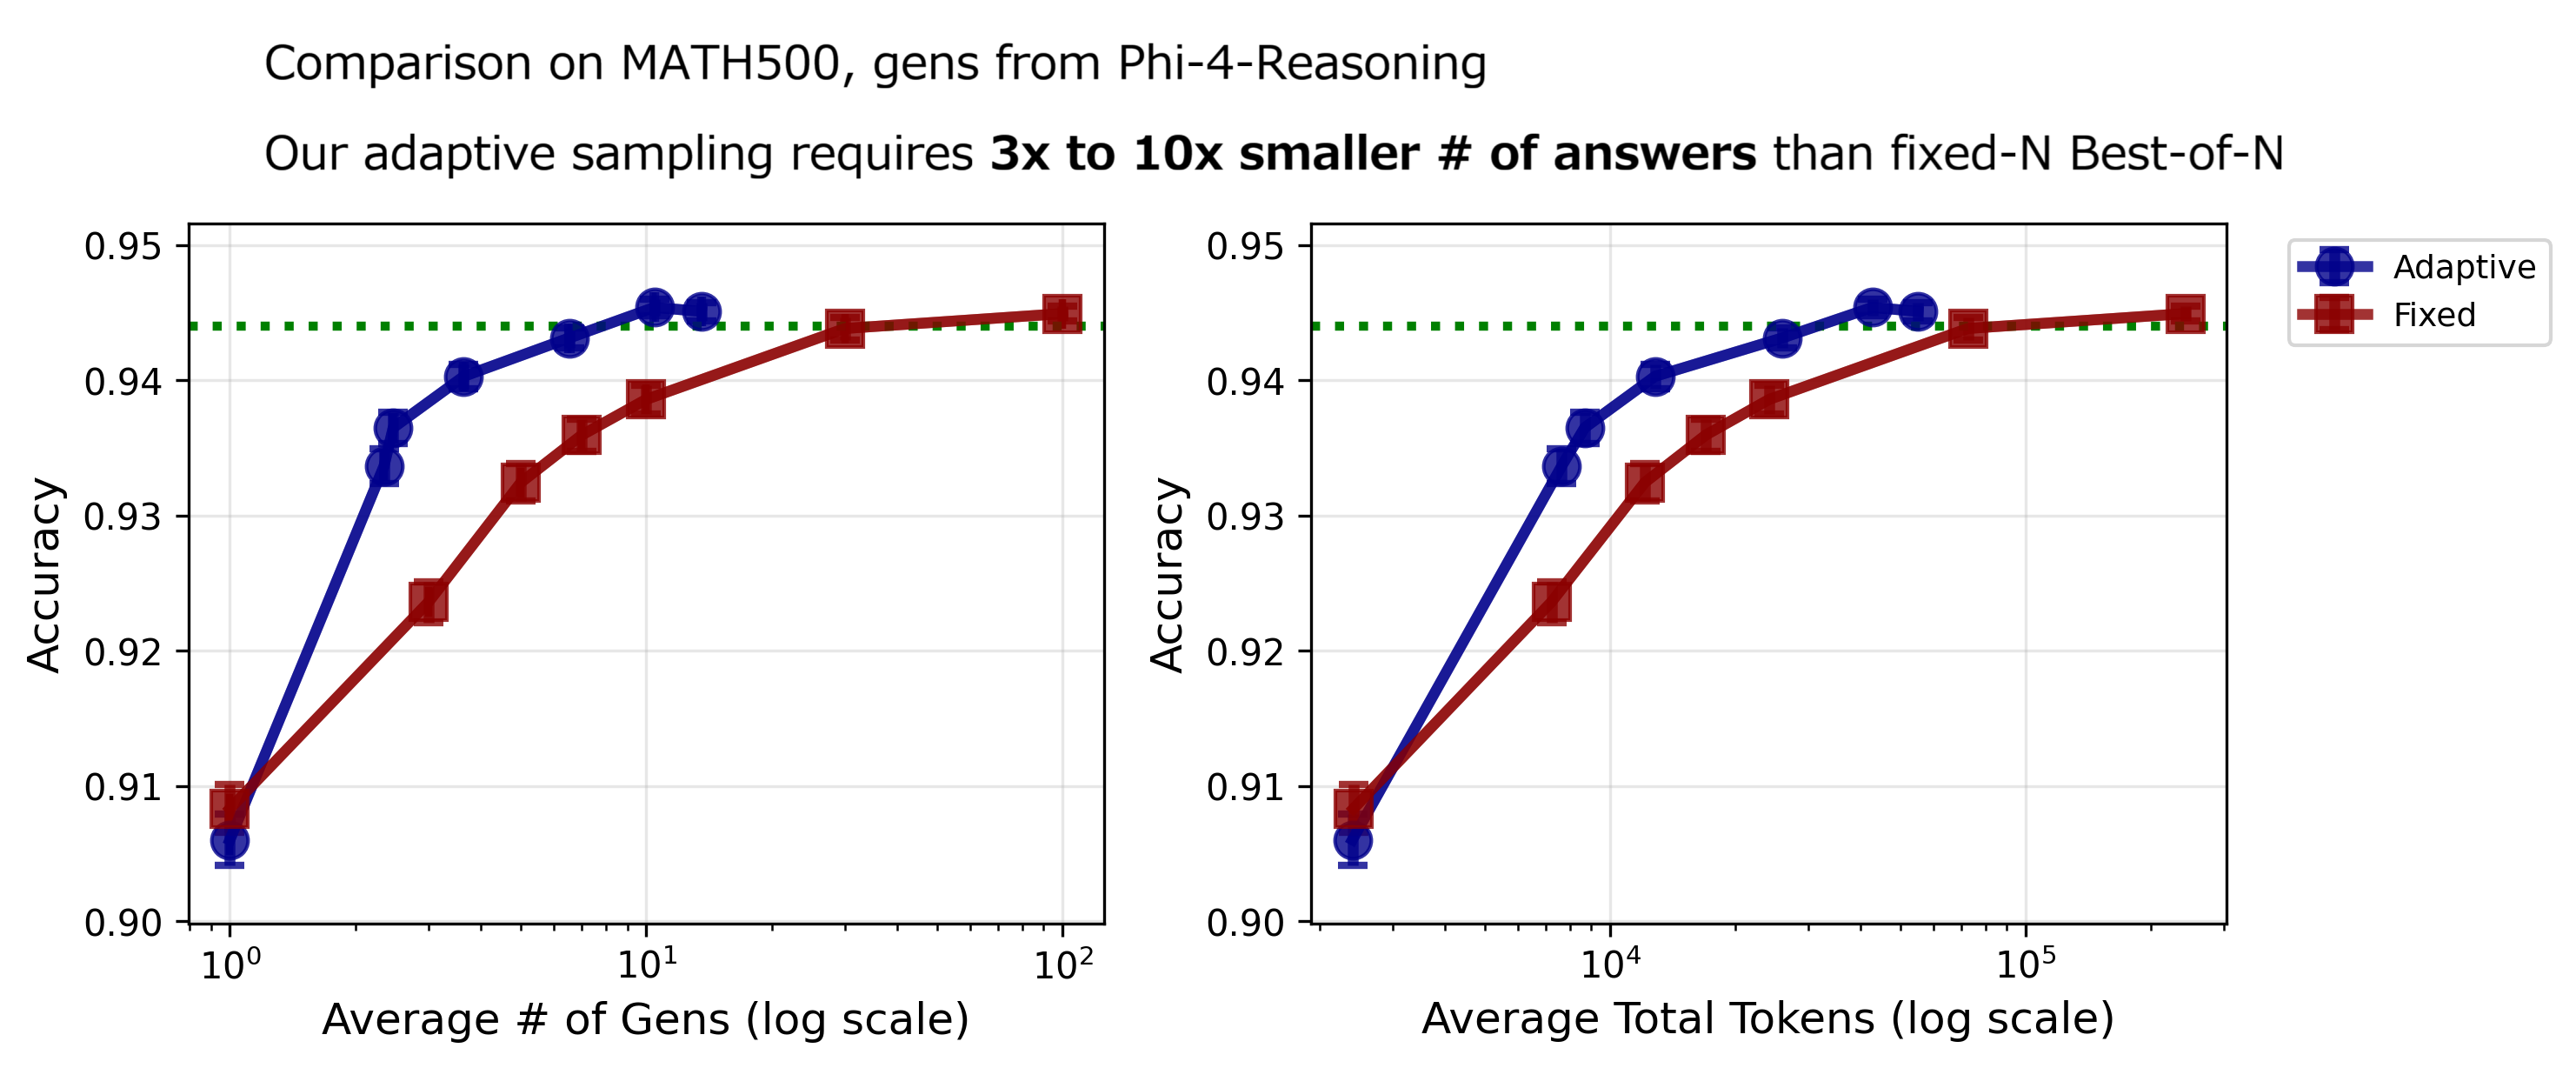 Comparison on MATH500, gens from Phi-4-Reasoning
Our adaptive sampling requires 3x to 10x smaller # of answers than fixed-N Best-of-N
0.95
0.94
0.93
0.92
0.91
0.90
Accuracy
10⁰
10¹
10²
Average # of Gens (log scale)
0.95
0.94
0.93
0.92
0.91
0.90
Accuracy
10⁴
10⁵
Average Total Tokens (log scale)
Adaptive
Fixed